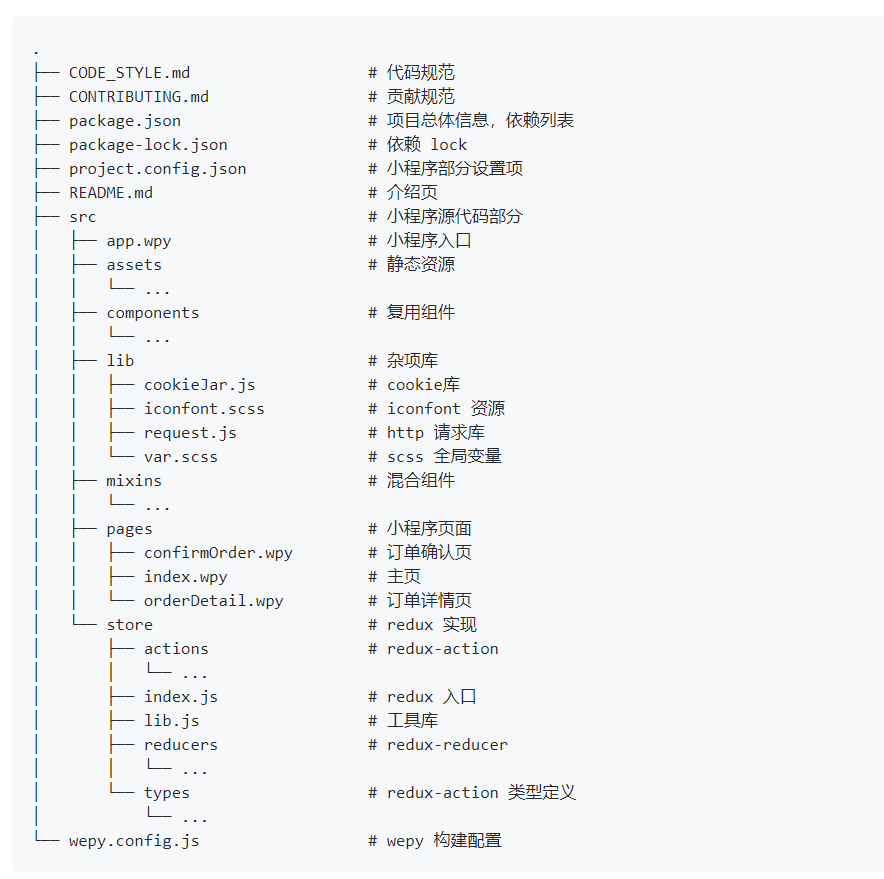 .
├── CODE_STYLE.md                   # 代码规范
├── CONTRIBUTING.md                 # 贡献规范
├── package.json                    # 项目总体信息，依赖列表
├── package-lock.json               # 依赖 lock
├── project.config.json             # 小程序部分设置项
├── README.md                       # 介绍页
├── src                             # 小程序源代码部分
│   ├── app.wpy                     # 小程序入口
│   ├── assets                      # 静态资源
│   │   └── ...
│   ├── components                  # 复用组件
│   │   └── ...
│   ├── lib                         # 杂项库
│   │   ├── cookieJar.js            # cookie库
│   │   ├── iconfont.scss           # iconfont 资源
│   │   ├── request.js              # http 请求库
│   │   └── var.scss                # scss 全局变量
│   ├── mixins                      # 混合组件
│   │   └── ...
│   ├── pages                       # 小程序页面
│   │   ├── confirmOrder.wpy        # 订单确认页
│   │   ├── index.wpy               # 主页
│   │   └── orderDetail.wpy         # 订单详情页
│   └── store                       # redux 实现
│       ├── actions                 # redux-action
│       │   └── ...
│       ├── index.js                # redux 入口
│       ├── lib.js                  # 工具库
│       ├── reducers                # redux-reducer
│       │   └── ...
│       └── types                   # redux-action 类型定义
│           └── ...
└── wepy.config.js                  # wepy 构建配置